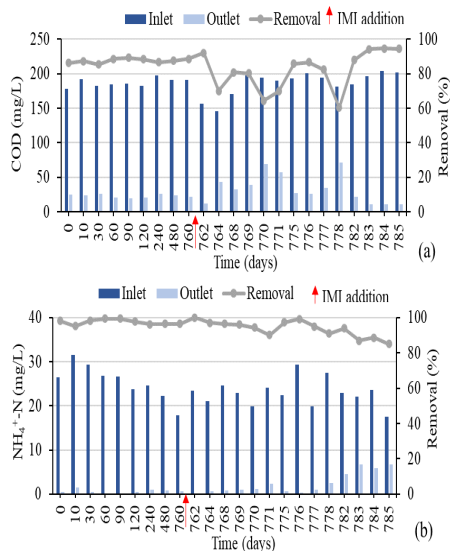 Inlet Outlet Removal IMI addition
250 100
200 80
150 60
100 40
50 20
0 0
COD (mg/L)
Removal (%)
0 10 30 60 90 120 240 480 760 762 764 768 769 770 771 775 776 777 778 782 783 784 785
Time (days)
(a)
Inlet Outlet Removal IMI addition
40 100
80
30
60
20
40
10
20
0 0
NH₄⁺-N (mg/L)
Removal (%)
0 10 30 60 90 120 240 480 760 762 764 768 769 770 771 775 776 777 778 782 783 784 785
Time (days)
(b)